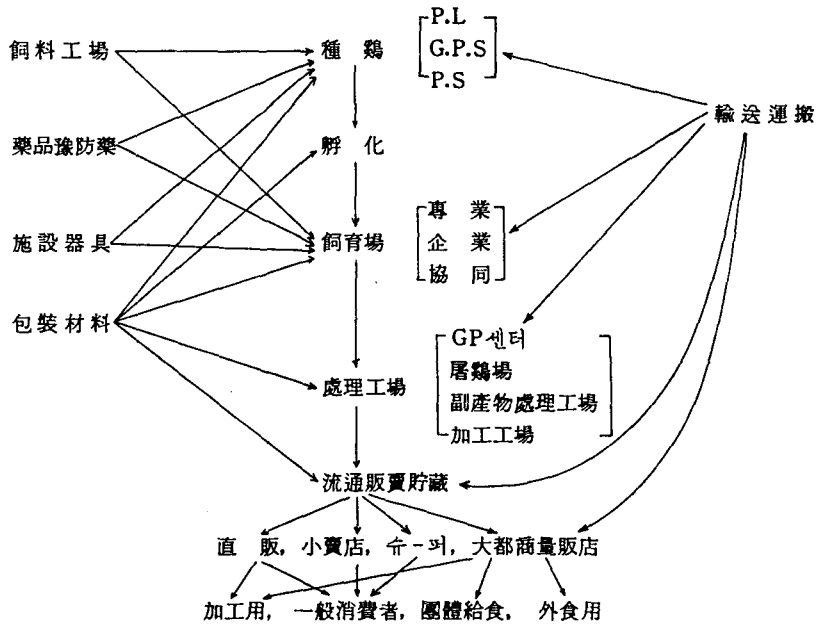 飼料工場
種鷄
P.L
G.P.S
P.S
輸送運搬
藥品豫防藥
孵化
施設器具
飼育場
專業
企業
協同
包裝材料
GP센터
屠鷄場
副産物處理工場
加工工場
處理工場
流通販賣貯藏
直販, 小賣店, 슈-퍼, 大都商量販店
加工用, 一般消費者, 團體給食, 外食用